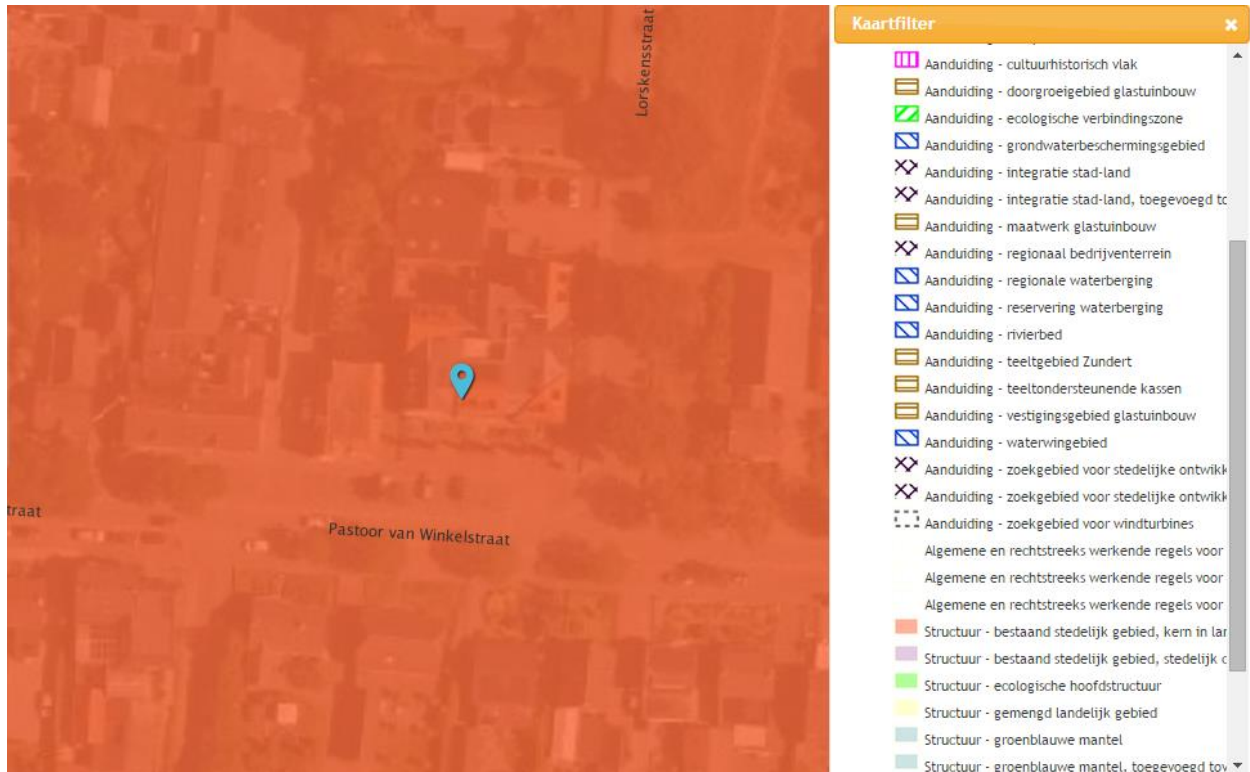 Lorskensstraat
traat
Pastoor van Winkelstraat
Kaartfilter
Aanduiding - cultuurhistorisch vlak
Aanduiding - doorgroeigebied glastuinbouw
Aanduiding - ecologische verbindingszone
Aanduiding - grondwaterbeschermingsgebied
Aanduiding - integratie stad-land
Aanduiding - integratie stad-land, toegevoegd to
Aanduiding - maatwerk glastuinbouw
Aanduiding - regionaal bedrijventerrein
Aanduiding - regionale waterberging
Aanduiding - reservering waterberging
Aanduiding - rivierbed
Aanduiding - teeltgebied Zundert
Aanduiding - teeltondersteunende kassen
Aanduiding - vestigingsgebied glastuinbouw
Aanduiding - waterwingebied
Aanduiding - zoekgebied voor stedelijke ontwikk
Aanduiding - zoekgebied voor stedelijke ontwikk
Aanduiding - zoekgebied voor windturbines
Algemene en rechtstreeks werkende regels voor
Algemene en rechtstreeks werkende regels voor
Algemene en rechtstreeks werkende regels voor
Structuur - bestaand stedelijk gebied, kern in lan
Structuur - bestaand stedelijk gebied, stedelijk c
Structuur - ecologische hoofdstructuur
Structuur - gemengd landelijk gebied
Structuur - groenblauwe mantel
Structuur - groenblauwe mantel, toegevoegd tov